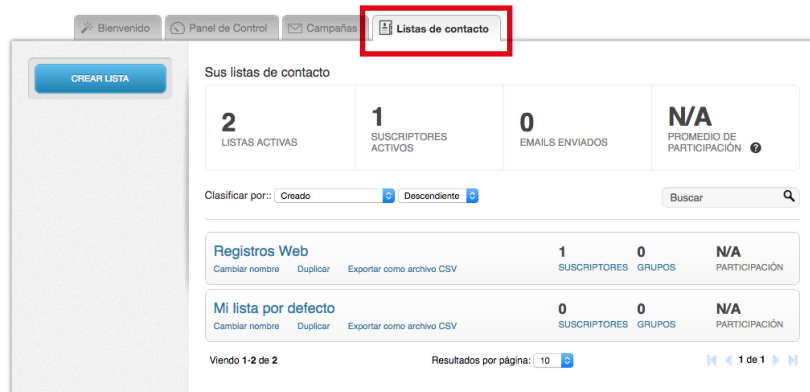 Bienvenido Panel de Control Campañas Listas de contacto
CREAR LISTA
Sus listas de contacto
2
LISTAS ACTIVAS
1
SUSCRIPTORES
ACTIVOS
0
EMAILS ENVIADOS
N/A
PROMEDIO DE
PARTICIPACIÓN ?
Clasificar por:: Creado Descendiente Buscar
Registros Web 1 0 N/A
Cambiar nombre Duplicar Exportar como archivo CSV SUSCRIPTORES GRUPOS PARTICIPACIÓN
Mi lista por defecto 0 0 N/A
Cambiar nombre Duplicar Exportar como archivo CSV SUSCRIPTORES GRUPOS PARTICIPACIÓN
Viendo 1-2 de 2 Resultados por página: 10 1 de 1